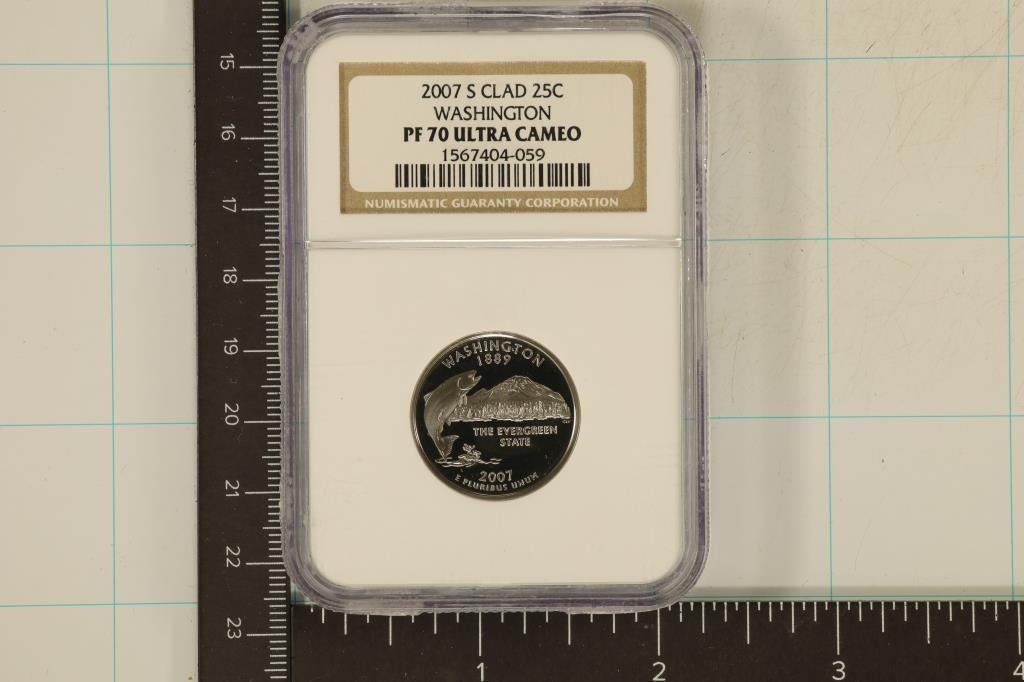 2007 S CLAD 25C
WASHINGTON
PF 70 ULTRA CAMEO
1567404-059
NUMISMATIC GUARANTY CORPORATION
WASHINGTON
1889
THE EVERGREEN
STATE
2007
E PLURIBUS UNUM
15
16
17
18
19
20
21
22
23
1 2 3 4